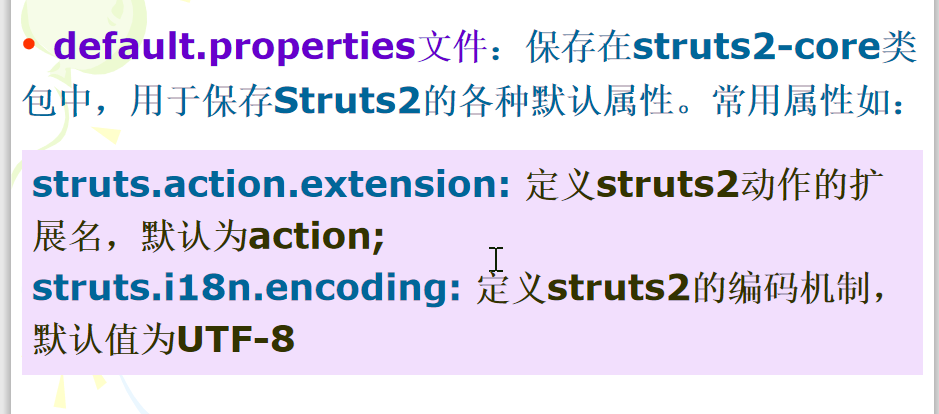 • default.properties文件：保存在struts2-core类
包中，用于保存Struts2的各种默认属性。常用属性如：
struts.action.extension: 定义struts2动作的扩
展名，默认为action;
struts.i18n.encoding: 定义struts2的编码机制，
默认值为UTF-8